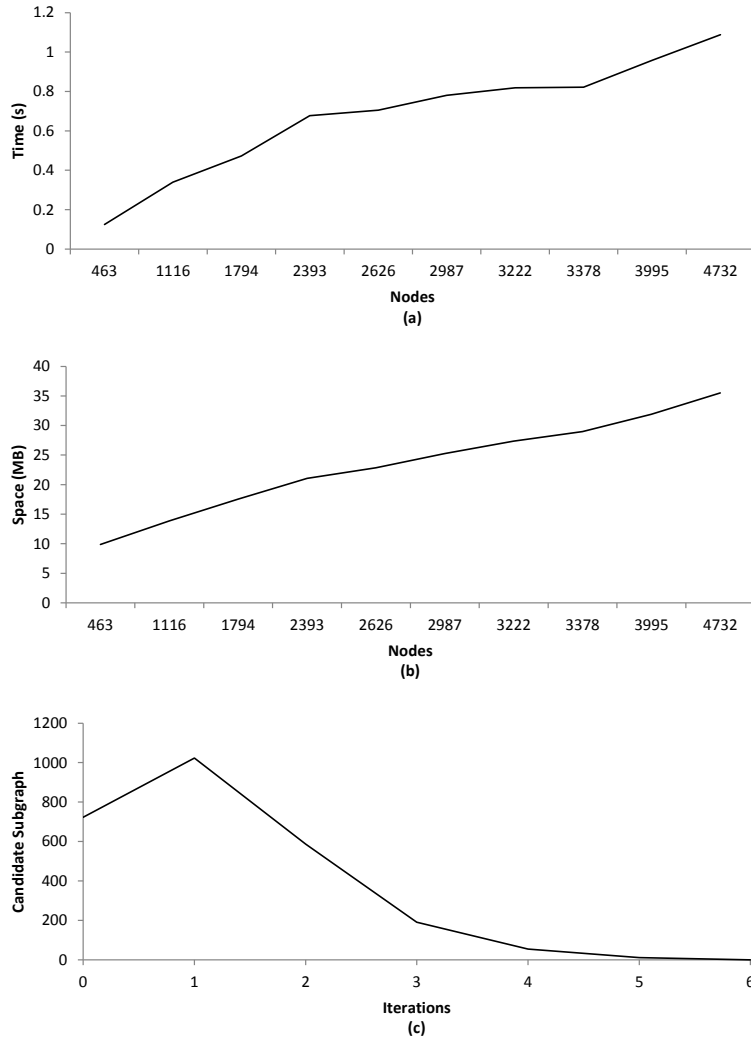 1.2
1
0.8
0.6
0.4
0.2
0
Time (s)
463 1116 1794 2393 2626 2987 3222 3378 3995 4732
Nodes
(a)
40
35
30
25
20
15
10
5
0
Space (MB)
463 1116 1794 2393 2626 2987 3222 3378 3995 4732
Nodes
(b)
1200
1000
800
600
400
200
0
Candidate Subgraph
0 1 2 3 4 5 6
Iterations
(c)